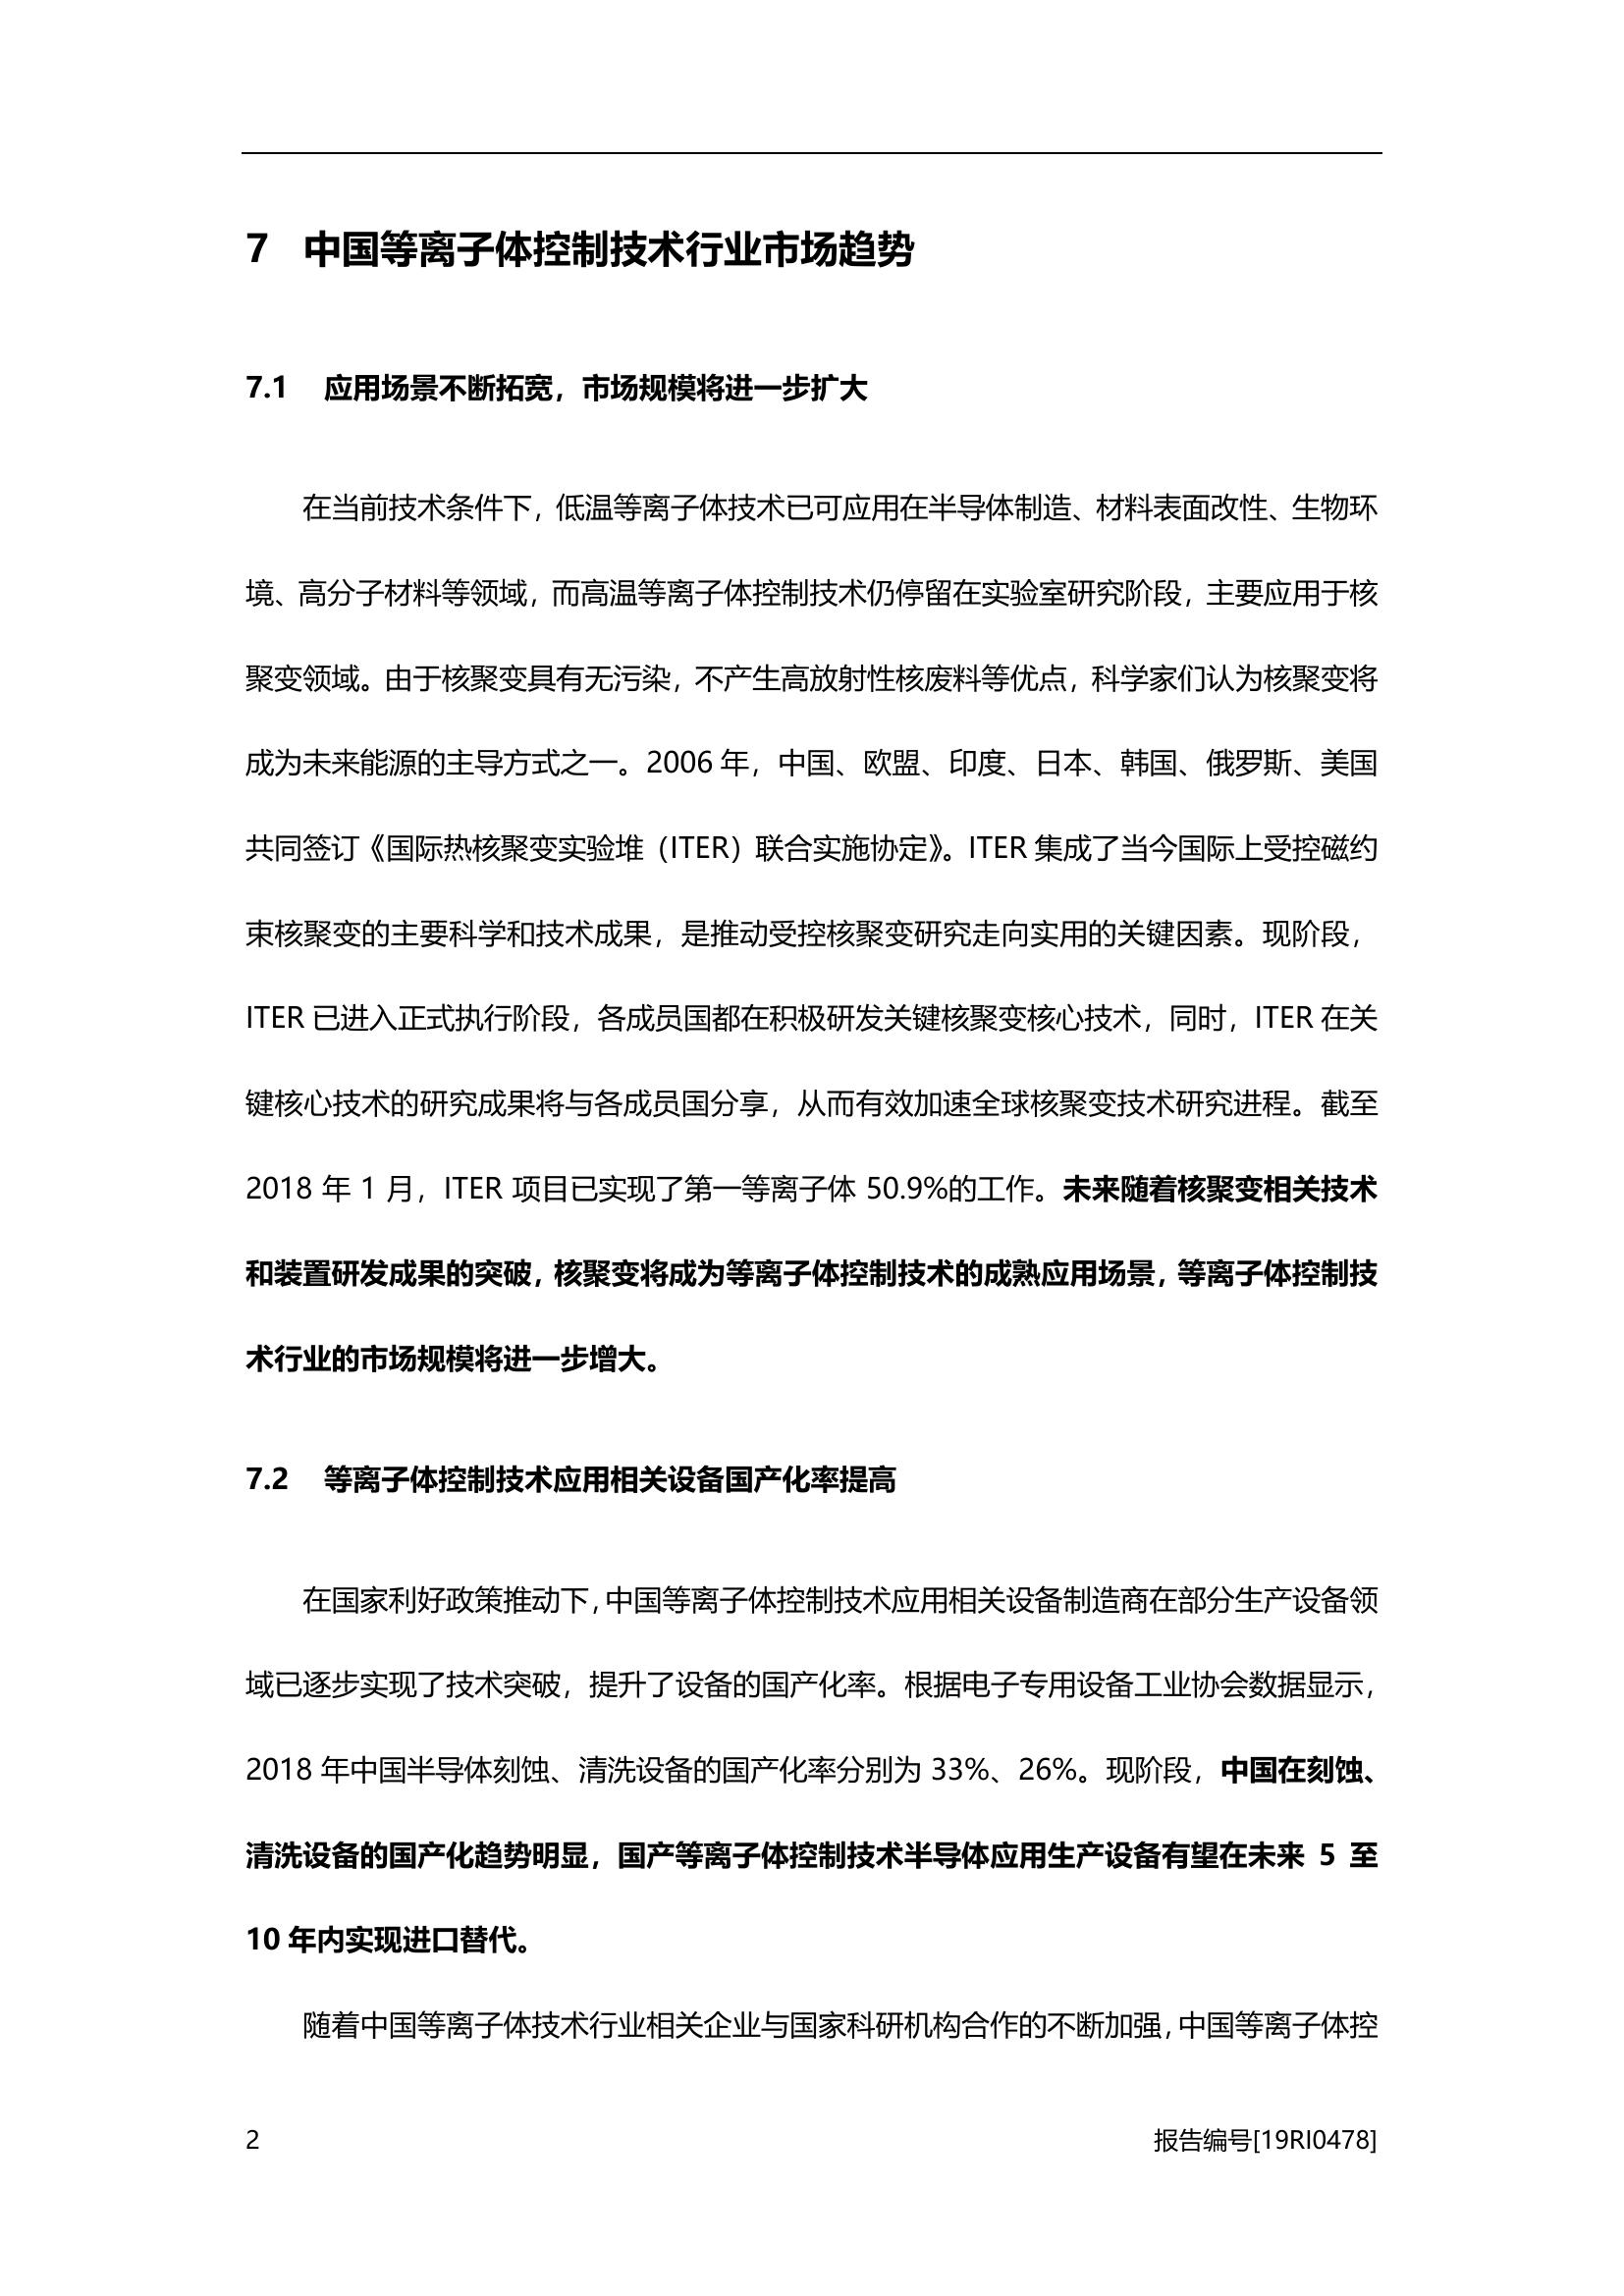 7 中国等离子体控制技术行业市场趋势
7.1 应用场景不断拓宽，市场规模将进一步扩大
在当前技术条件下，低温等离子体技术已可应用在半导体制造、材料表面改性、生物环
境、高分子材料等领域，而高温等离子体控制技术仍停留在实验室研究阶段，主要应用于核
聚变领域。由于核聚变具有无污染，不产生高放射性核废料等优点，科学家们认为核聚变将
成为未来能源的主导方式之一。2006 年，中国、欧盟、印度、日本、韩国、俄罗斯、美国
共同签订《国际热核聚变实验堆（ITER）联合实施协定》。ITER 集成了当今国际上受控磁约
束核聚变的主要科学和技术成果，是推动受控核聚变研究走向实用的关键因素。现阶段，
ITER 已进入正式执行阶段，各成员国都在积极研发关键核聚变核心技术，同时，ITER 在关
键核心技术的研究成果将与各成员国分享，从而有效加速全球核聚变技术研究进程。截至
2018 年 1 月，ITER 项目已实现了第一等离子体 50.9%的工作。未来随着核聚变相关技术
和装置研发成果的突破，核聚变将成为等离子体控制技术的成熟应用场景，等离子体控制技
术行业的市场规模将进一步增大。
7.2 等离子体控制技术应用相关设备国产化率提高
在国家利好政策推动下，中国等离子体控制技术应用相关设备制造商在部分生产设备领
域已逐步实现了技术突破，提升了设备的国产化率。根据电子专用设备工业协会数据显示，
2018 年中国半导体刻蚀、清洗设备的国产化率分别为 33%、26%。现阶段，中国在刻蚀、
清洗设备的国产化趋势明显，国产等离子体控制技术半导体应用生产设备有望在未来 5 至
10 年内实现进口替代。
随着中国等离子体技术行业相关企业与国家科研机构合作的不断加强，中国等离子体控
2 报告编号[19RI0478]